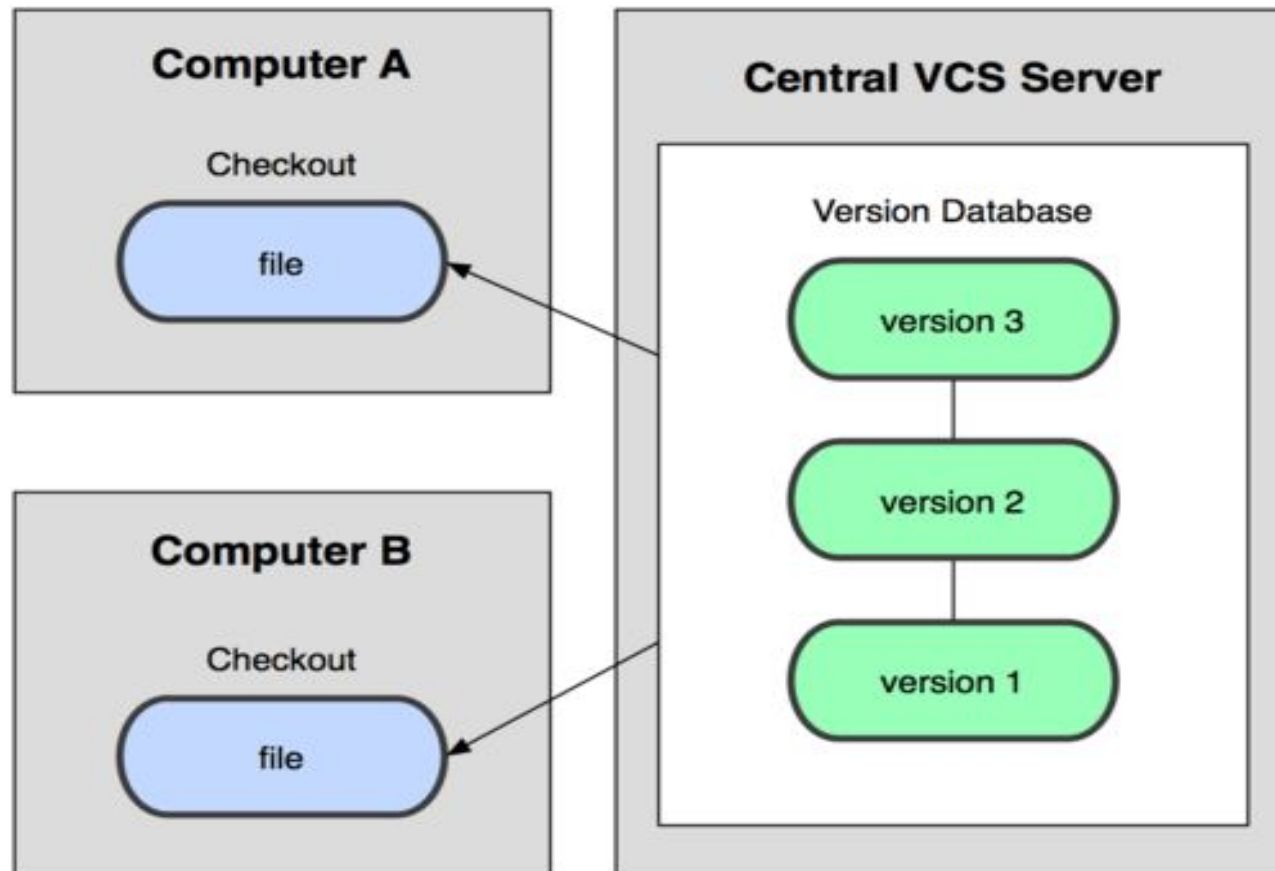 Computer A
Checkout
file
Computer B
Checkout
file
Central VCS Server
Version Database
version 3
version 2
version 1